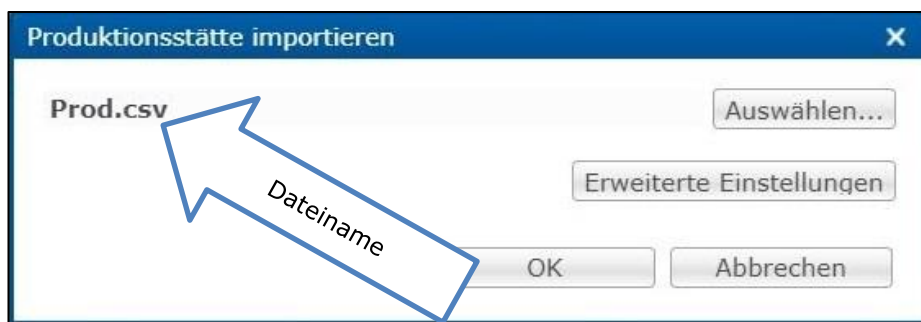 Produktionsstätte importieren
Prod.csv
Auswählen...
Erweiterte Einstellungen
Dateiname
OK
Abbrechen